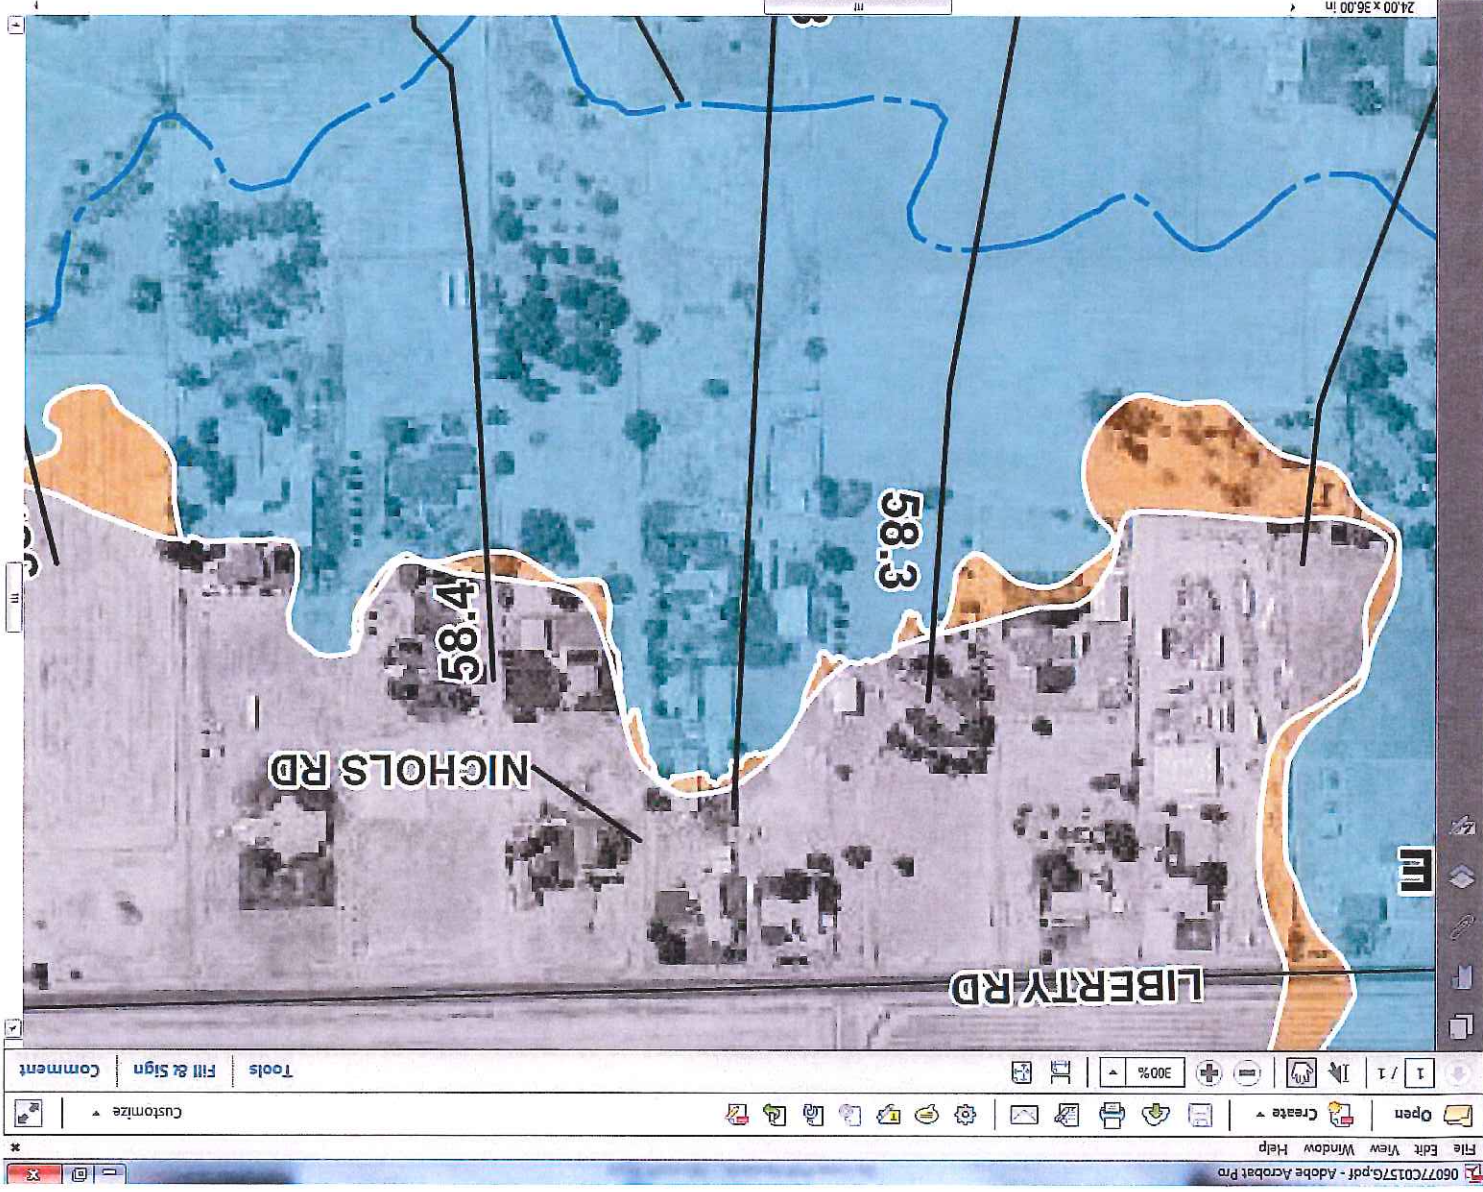 06077C0157G.pdf - Adobe Acrobat Pro
File Edit View Window Help
Open
Create
Customize
1 / 1
300%
Tools
Fill & Sign
Comment
LIBERTY RD
E
NICHOLS RD
58.4
58.3
24.00 x 36.00 in